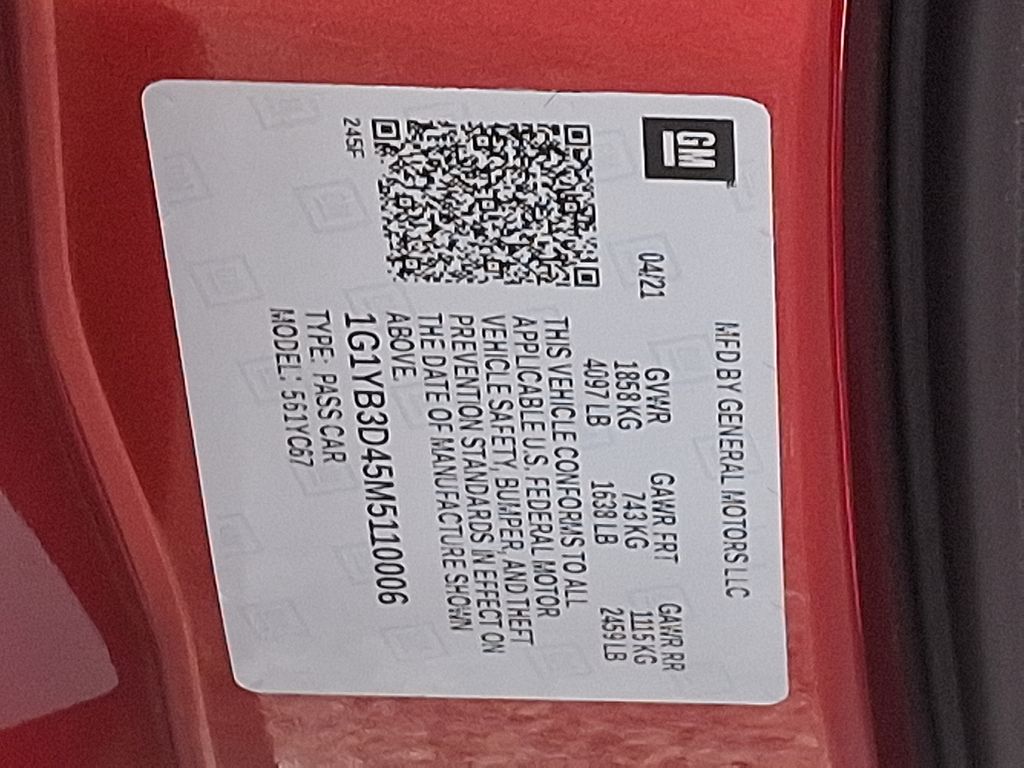 GM
MFD BY GENERAL MOTORS LLC
04/21 GVWR GAWR FRT GAWR RR
1858 KG 743 KG 1115 KG
4097 LB 1638 LB 2459 LB
THIS VEHICLE CONFORMS TO ALL
APPLICABLE U.S. FEDERAL MOTOR
VEHICLE SAFETY, BUMPER, AND THEFT
PREVENTION STANDARDS IN EFFECT ON
THE DATE OF MANUFACTURE SHOWN
ABOVE.
245F
1G1YB3D45M5110006
TYPE: PASS CAR
MODEL: 561YC67